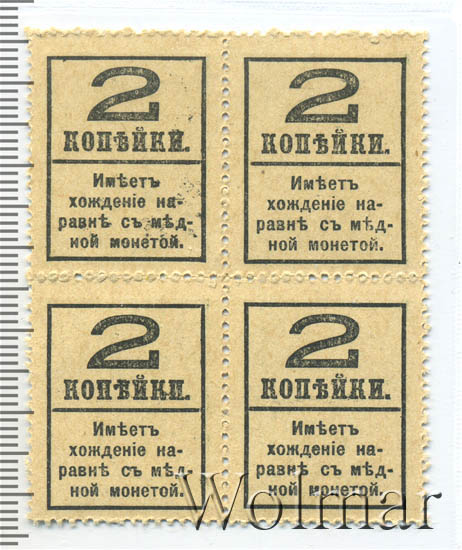 2
КОПѢЙКИ.
Имѣетъ
хожденіе на-
равнѣ съ мѣд-
ной монетой.
2
КОПѢЙКИ.
Имѣетъ
хожденіе на-
равнѣ съ мѣд-
ной монетой.
2
КОПѢЙКИ.
Имѣетъ
хожденіе на-
равнѣ съ мѣд-
ной монетой.
2
КОПѢЙКИ.
Имѣетъ
хожденіе на-
равнѣ съ мѣд-
ной монетой.
Wolmar